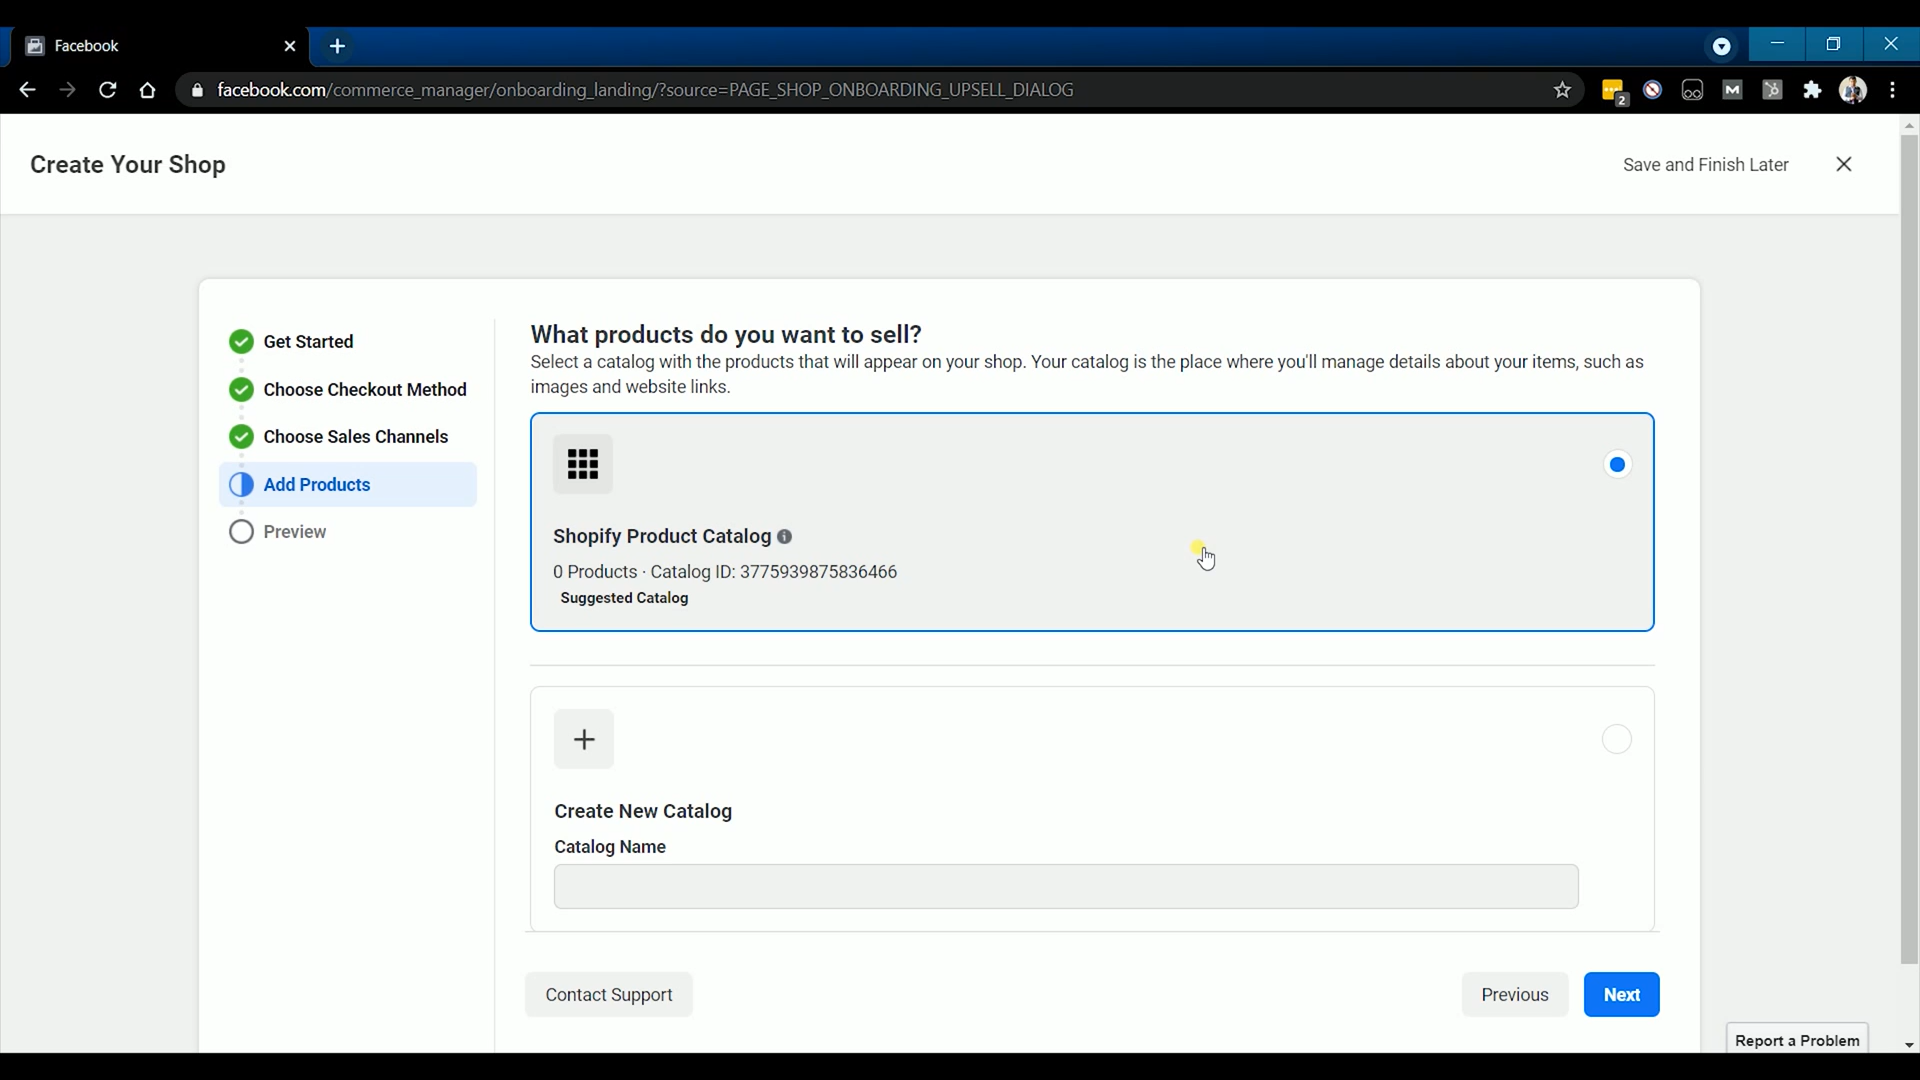 Facebook
facebook.com/commerce_manager/onboarding_landing/?source=PAGE_SHOP_ONBOARDING_UPSELL_DIALOG
2
M
Create Your Shop
Save and Finish Later
Get Started
Choose Checkout Method
Choose Sales Channels
Add Products
Preview
What products do you want to sell?
Select a catalog with the products that will appear on your shop. Your catalog is the place where you'll manage details about your items, such as
images and website links.
Shopify Product Catalog
0 Products · Catalog ID: 3775939875836466
Suggested Catalog
Create New Catalog
Catalog Name
Contact Support
Previous
Next
Report a Problem